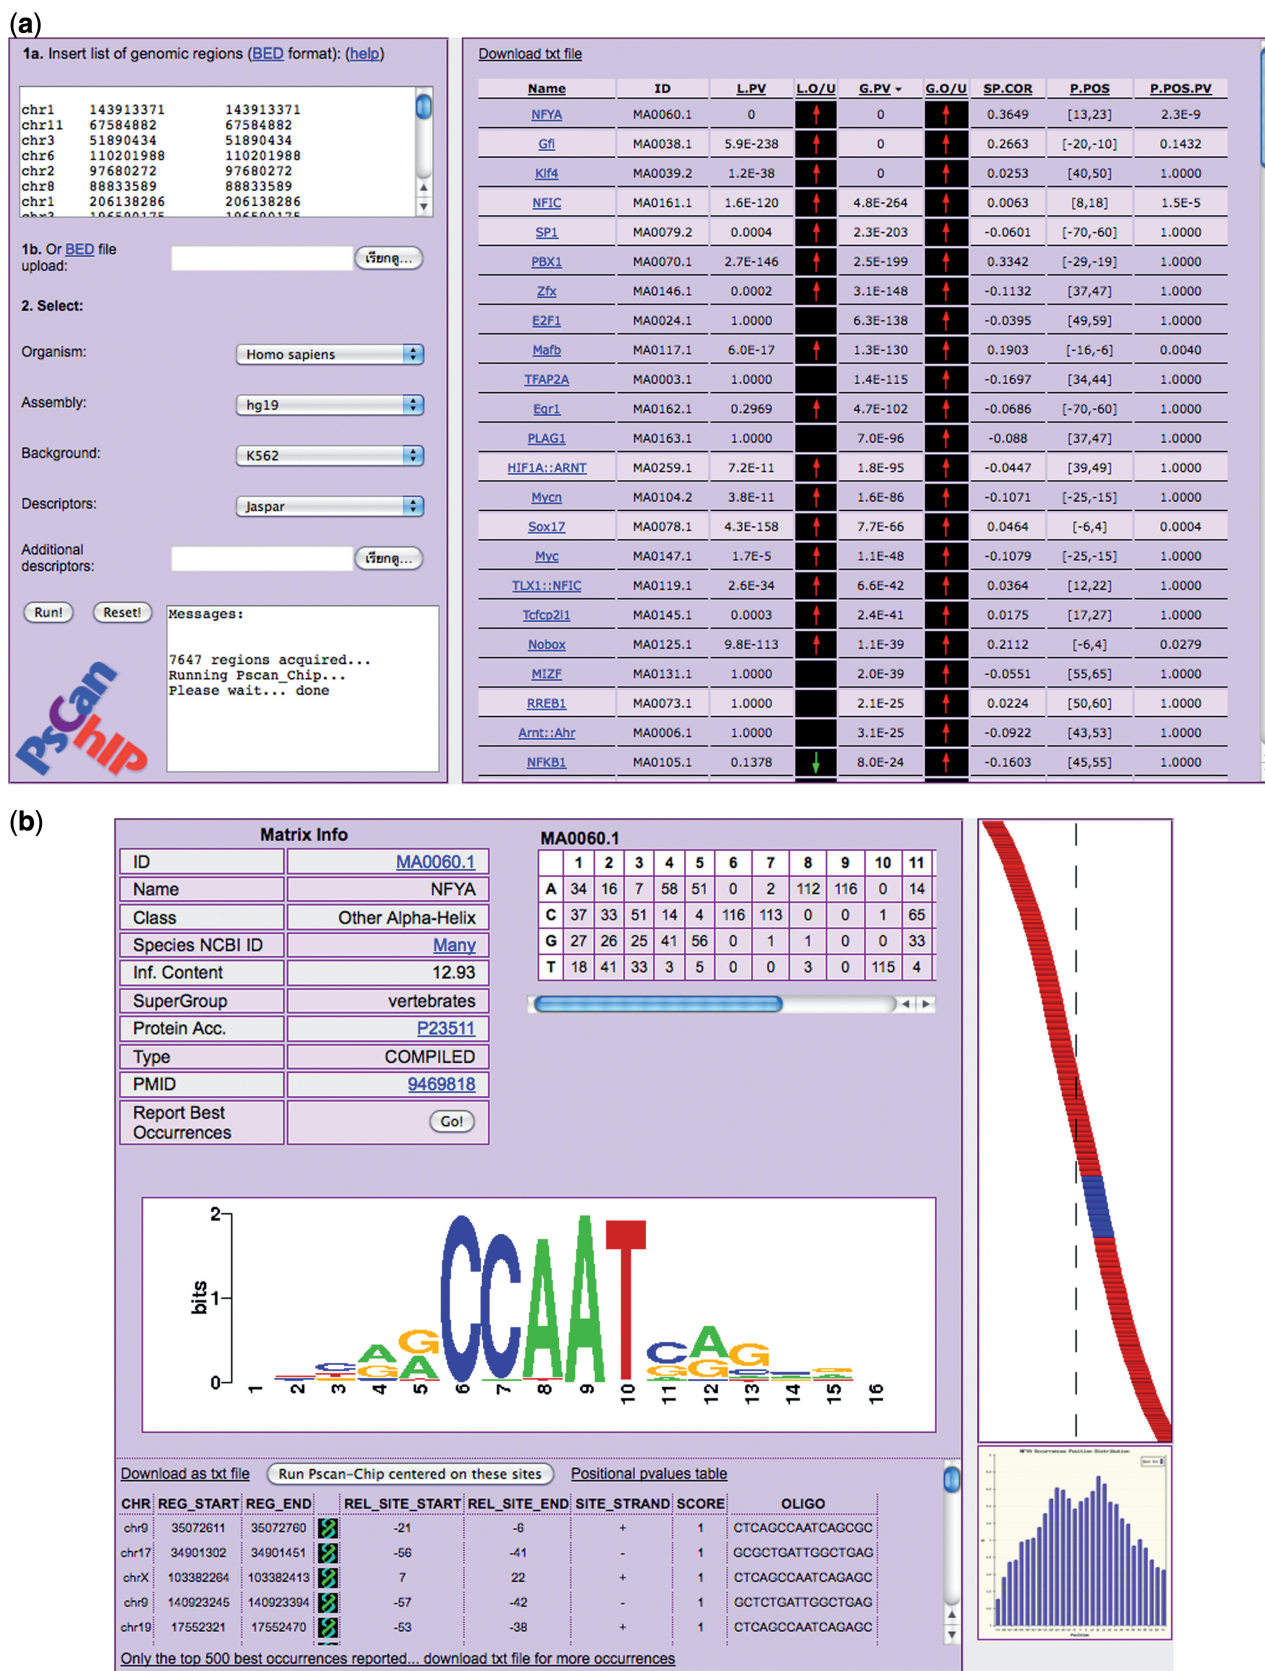 (a)
1a. Insert list of genomic regions (BED format): (help)
chr1 143913371 143913371
chr11 67584882 67584882
chr3 51890434 51890434
chr6 110201988 110201988
chr2 97680272 97680272
chr8 88833589 88833589
chr1 206138286 206138286
1b. Or BED file
upload:
เรียกดู...
2. Select:
Organism: Homo sapiens
Assembly: hg19
Background: K562
Descriptors: Jaspar
Additional
descriptors:
เรียกดู...
Run! Reset!
Messages:
7647 regions acquired...
Running Pscan_Chip...
Please wait... done
PsCan
ChIP
Download txt file
Name ID L.PV L.O/U G.PV G.O/U SP.COR P.POS P.POS.PV
NFYA MA0060.1 0 0 0.3649 [13,23] 2.3E-9
Gfi MA0038.1 5.9E-238 0 0.2663 [-20,-10] 0.1432
Klf4 MA0039.2 1.2E-38 0 0.0253 [40,50] 1.0000
NFIC MA0161.1 1.6E-120 4.8E-264 0.0063 [8,18] 1.5E-5
SP1 MA0079.2 0.0004 2.3E-203 -0.0601 [-70,-60] 1.0000
PBX1 MA0070.1 2.7E-146 2.5E-199 0.3342 [-29,-19] 1.0000
Zfx MA0146.1 0.0002 3.1E-148 -0.1132 [37,47] 1.0000
E2F1 MA0024.1 1.0000 6.3E-138 -0.0395 [49,59] 1.0000
Mafb MA0117.1 6.0E-17 1.3E-130 0.1903 [-16,-6] 0.0040
TFAP2A MA0003.1 1.0000 1.4E-115 -0.1697 [34,44] 1.0000
Egr1 MA0162.1 0.2969 4.7E-102 -0.0686 [-70,-60] 1.0000
PLAG1 MA0163.1 1.0000 7.0E-96 -0.088 [37,47] 1.0000
HIF1A::ARNT MA0259.1 7.2E-11 1.8E-95 -0.0447 [39,49] 1.0000
Mycn MA0104.2 3.8E-11 1.6E-86 -0.1071 [-25,-15] 1.0000
Sox17 MA0078.1 4.3E-158 7.7E-66 0.0464 [-6,4] 0.0004
Myc MA0147.1 1.7E-5 1.1E-48 -0.1079 [-25,-15] 1.0000
TLX1::NFIC MA0119.1 2.6E-34 6.6E-42 0.0364 [12,22] 1.0000
Tcfcp2l1 MA0145.1 0.0003 2.4E-41 0.0175 [17,27] 1.0000
Nobox MA0125.1 9.8E-113 1.1E-39 0.2112 [-6,4] 0.0279
MIZF MA0131.1 1.0000 2.0E-39 -0.0551 [55,65] 1.0000
RREB1 MA0073.1 1.0000 2.1E-25 0.0224 [50,60] 1.0000
Arnt::Ahr MA0006.1 1.0000 3.1E-25 -0.0922 [43,53] 1.0000
NFKB1 MA0105.1 0.1378 8.0E-24 -0.1603 [45,55] 1.0000
(b)
Matrix Info
ID MA0060.1
Name NFYA
Class Other Alpha-Helix
Species NCBI ID Many
Inf. Content 12.93
SuperGroup vertebrates
Protein Acc. P23511
Type COMPILED
PMID 9469818
Report Best
Occurrences
Go!
MA0060.1
1 2 3 4 5 6 7 8 9 10 11
A 34 16 7 58 51 0 2 112 116 0 14
C 37 33 51 14 4 116 113 0 0 1 65
G 27 26 25 41 56 0 1 1 0 0 33
T 18 41 33 3 5 0 0 3 0 115 4
2
1
0
bits
CCAAT
1 2 3 4 5 6 7 8 9 10 11 12 13 14 15 16
Download as txt file Run Pscan-Chip centered on these sites Positional pvalues table
CHR REG_START REG_END REL_SITE_START REL_SITE_END SITE_STRAND SCORE OLIGO
chr9 35072611 35072760 -21 -6 + 1 CTCAGCCAATCAGCGC
chr17 34901302 34901451 -56 -41 - 1 GCGCTGATTGGCTGAG
chrX 103382264 103382413 7 22 + 1 CTCAGCCAATCAGAGC
chr9 140923245 140923394 -57 -42 - 1 GCTCTGATTGGCTGAG
chr19 17552321 17552470 -53 -38 + 1 CTCAGCCAATCAGAGC
Only the top 500 best occurrences reported... download txt file for more occurrences
NFYA Occurrences Position Distribution
Position